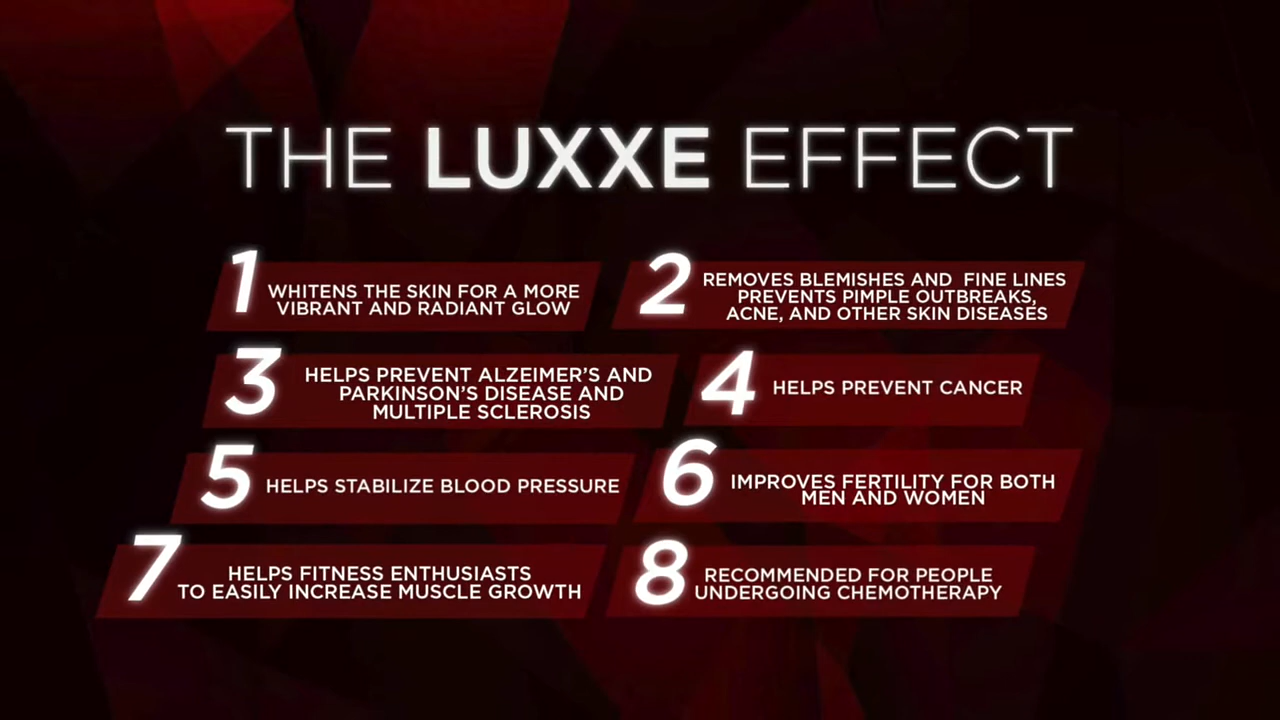 THE LUXXE EFFECT
1
WHITENS THE SKIN FOR A MORE
VIBRANT AND RADIANT GLOW
2
REMOVES BLEMISHES AND FINE LINES
PREVENTS PIMPLE OUTBREAKS,
ACNE, AND OTHER SKIN DISEASES
3
HELPS PREVENT ALZEIMER'S AND
PARKINSON'S DISEASE AND
MULTIPLE SCLEROSIS
4
HELPS PREVENT CANCER
5
HELPS STABILIZE BLOOD PRESSURE
6
IMPROVES FERTILITY FOR BOTH
MEN AND WOMEN
7
HELPS FITNESS ENTHUSIASTS
TO EASILY INCREASE MUSCLE GROWTH
8
RECOMMENDED FOR PEOPLE
UNDERGOING CHEMOTHERAPY